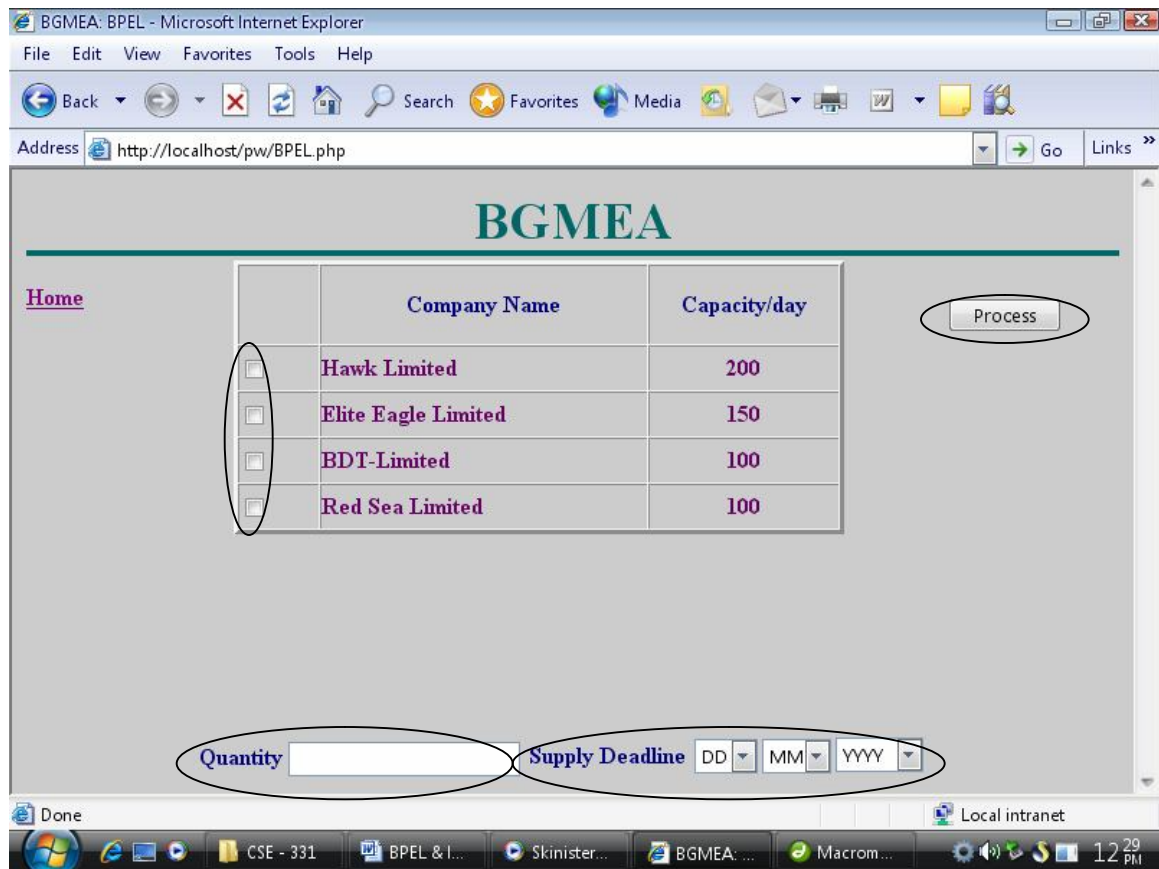 BGMEA: BPEL - Microsoft Internet Explorer
File Edit View Favorites Tools Help
Back Search Favorites Media W
Address http://localhost/pw/BPEL.php Go Links »
BGMEA
Home
Company Name Capacity/day
Process
Hawk Limited 200
Elite Eagle Limited 150
BDT-Limited 100
Red Sea Limited 100
Quantity Supply Deadline DD MM YYYY
Done Local intranet
CSE - 331 BPEL & I... Skinister... BGMEA: ... Macrom... 12 29 PM